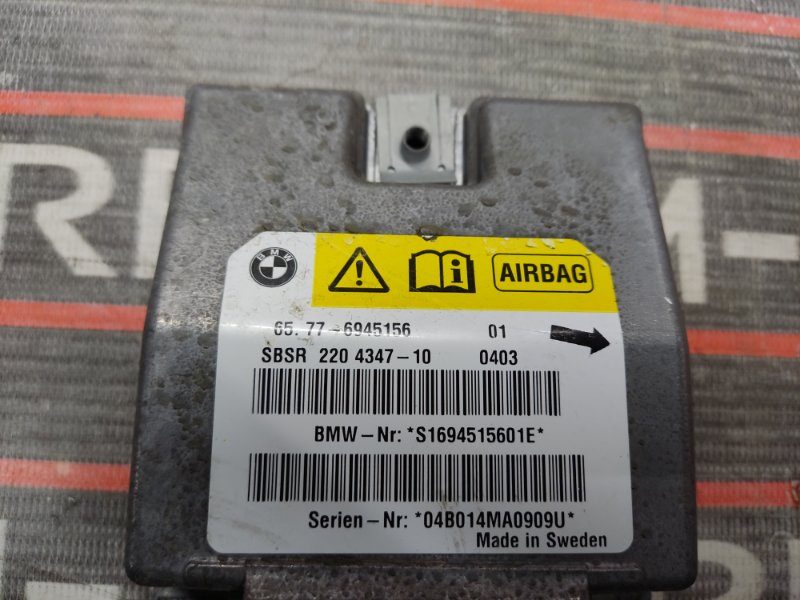 BMW
AIRBAG
65.77-6945156 01
SBSR 220 4347-10 0403
BMW-Nr: *S1694515601E*
Serien-Nr: *04B014MA0909U*
Made in Sweden